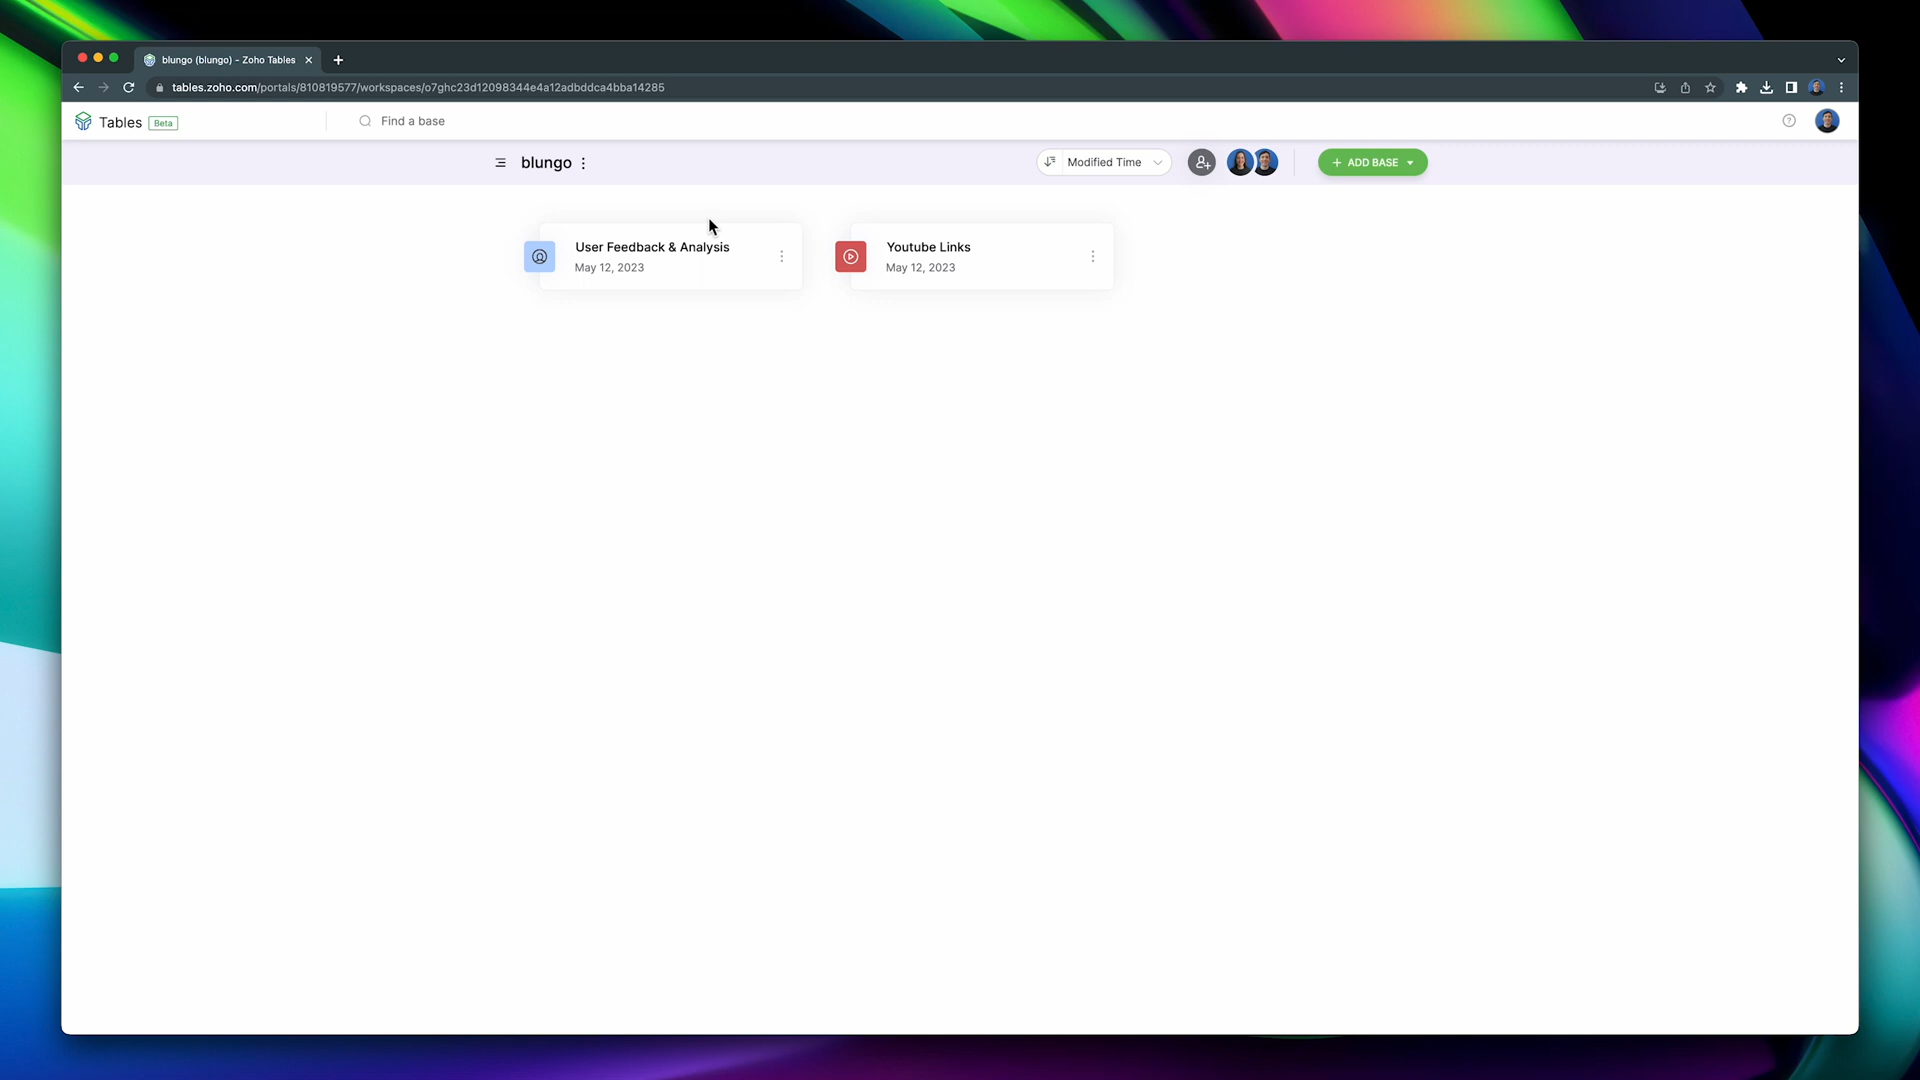 blungo (blungo) - Zoho Tables
tables.zoho.com/portals/810819577/workspaces/o7ghc23d12098344e4a12adbddca4bba14285
Tables Beta
Find a base
blungo
Modified Time
+ ADD BASE
User Feedback & Analysis
May 12, 2023
Youtube Links
May 12, 2023